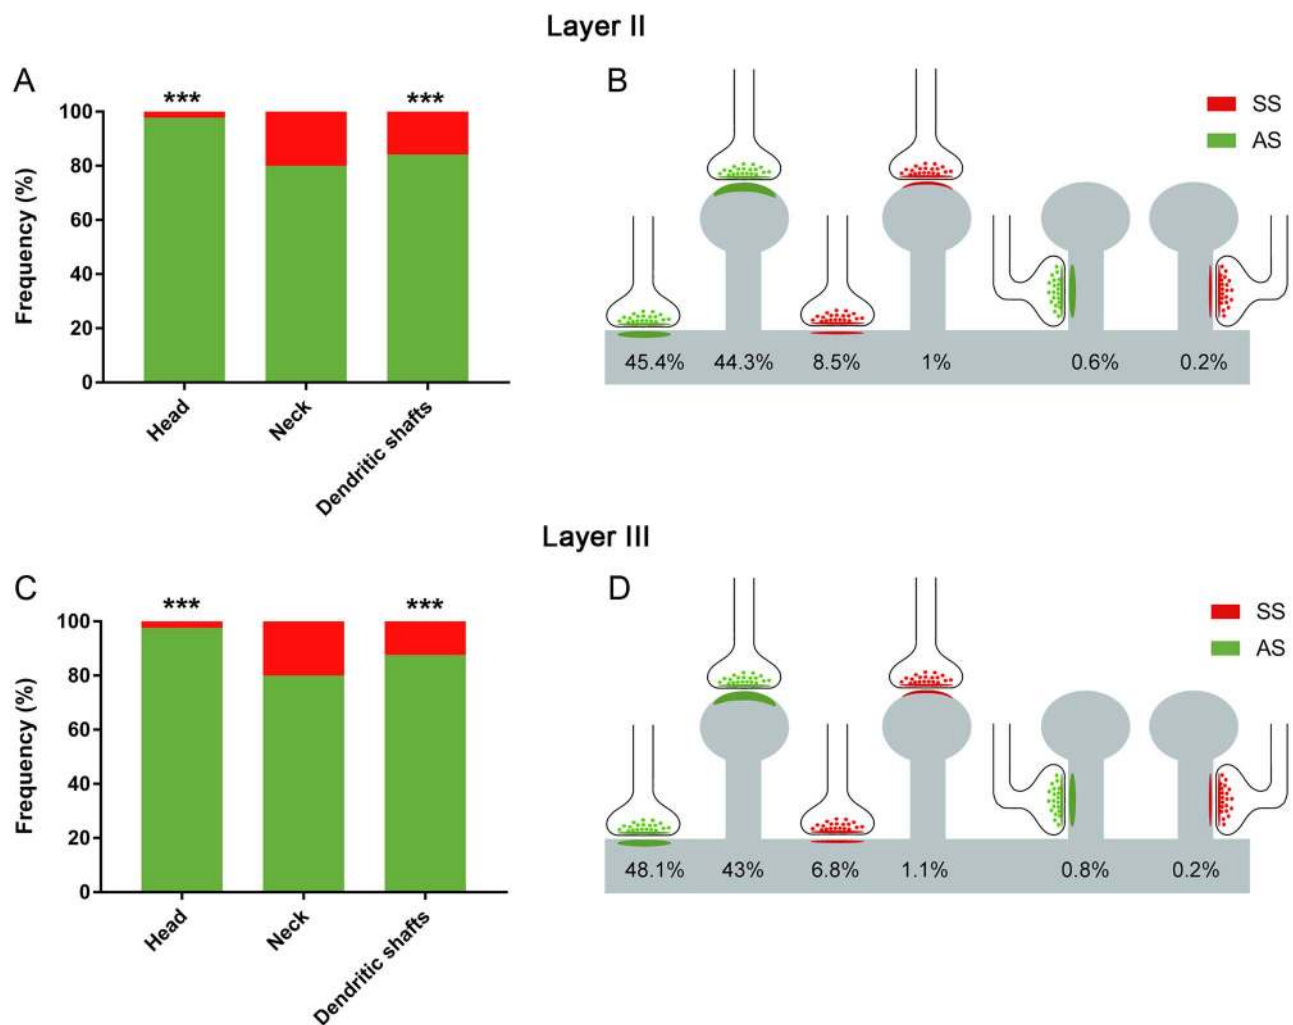 Layer II
A
***
***
100
80
60
40
20
0
Frequency (%)
Head
Neck
Dendritic shafts
B
SS
AS
45.4% 44.3% 8.5% 1% 0.6% 0.2%
Layer III
C
***
***
100
80
60
40
20
0
Frequency (%)
Head
Neck
Dendritic shafts
D
SS
AS
48.1% 43% 6.8% 1.1% 0.8% 0.2%